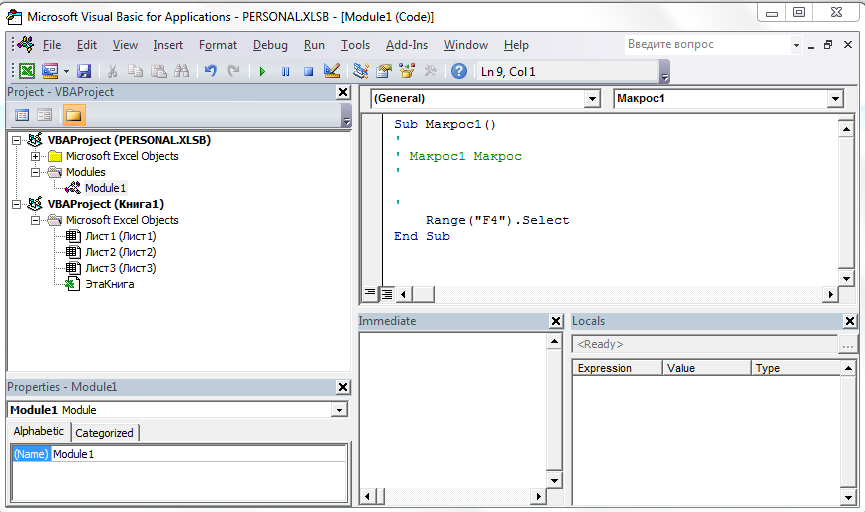 Microsoft Visual Basic for Applications - PERSONAL.XLSB - [Module1 (Code)]
File Edit View Insert Format Debug Run Tools Add-Ins Window Help Введите вопрос
Ln 9, Col 1
Project - VBAProject
VBAProject (PERSONAL.XLSB)
Microsoft Excel Objects
Modules
Module1
VBAProject (Книга1)
Microsoft Excel Objects
Лист1 (Лист1)
Лист2 (Лист2)
Лист3 (Лист3)
ЭтаКнига
Properties - Module1
Module1 Module
Alphabetic Categorized
(Name) Module1
(General) Макрос1
Sub Макрос1()
'
' Макрос1 Макрос
'
'
Range("F4").Select
End Sub
Immediate
Locals
<Ready> ...
Expression Value Type